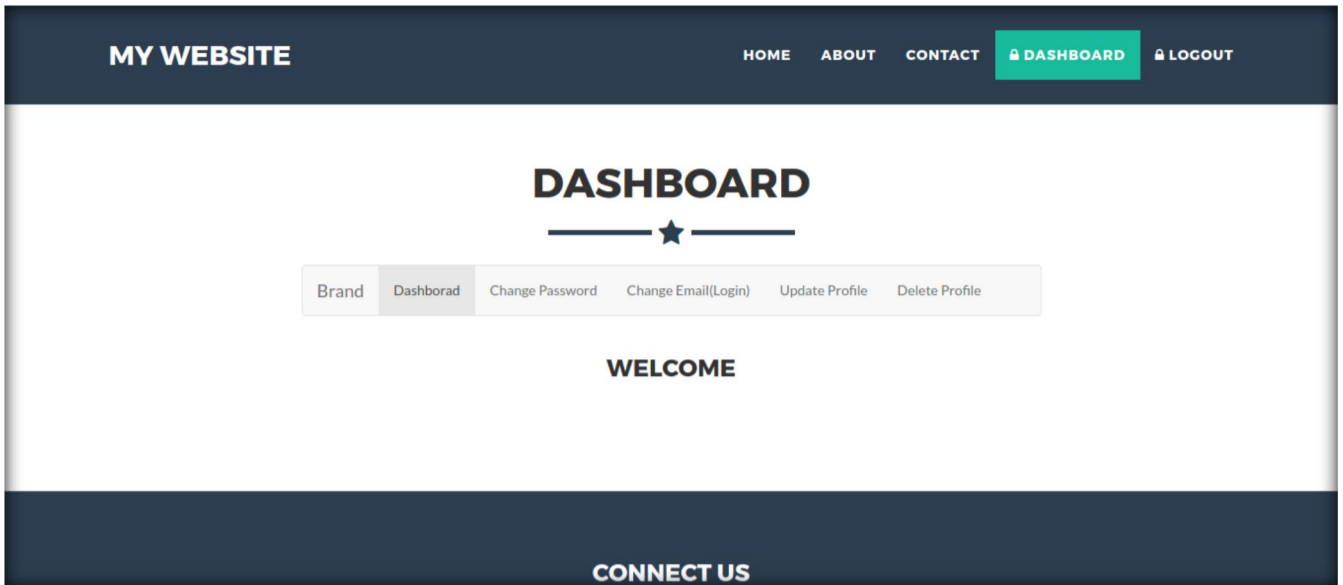 MY WEBSITE HOME ABOUT CONTACT DASHBOARD LOGOUT
DASHBOARD
Brand Dashborad Change Password Change Email(Login) Update Profile Delete Profile
WELCOME
CONNECT US